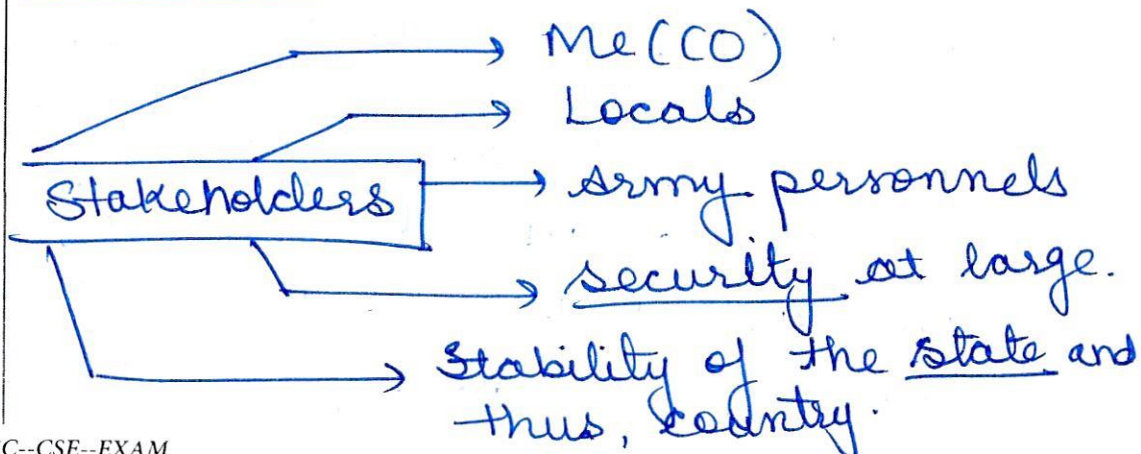 Me (CO)
Locals
Stakeholders
Army personnels
security at large.
Stability of the state and
thus, country.
C--CSE--EXAM